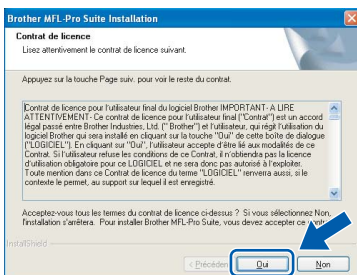 Brother MFL-Pro Suite Installation
Contrat de licence
Lisez attentivement le contrat de licence suivant.
Appuyez sur la touche Page suiv. pour voir le reste du contrat.
Contrat de licence pour l'utilisateur final du logiciel Brother IMPORTANT- A LIRE
ATTENTIVEMENT- Ce contrat de licence pour l'utilisateur final ("Contrat") est un accord
légal passé entre Brother Industries, Ltd. (" Brother") et l'utilisateur, qui régit l'utilisation du
logiciel Brother qui sera installé en cliquant sur la touche "Oui" de cette boîte de dialogue
("LOGICIEL"). En cliquant sur "Oui", l'utilisateur accepte d'être lié aux modalités de ce
Contrat. Si l'utilisateur refuse les conditions de ce Contrat, il n'obtiendra pas la licence
d'utilisation obligatoire pour ce LOGICIEL et ne sera donc pas autorisé à l'exploiter.
Toute mention dans ce Contrat de licence du terme "LOGICIEL" renverra aussi, si le
contexte le permet, au support sur lequel il est enregistré.
Acceptez-vous tous les termes du contrat de licence ci-dessus ? Si vous sélectionnez Non,
l'installation s'arrêtera. Pour installer Brother MFL-Pro Suite, vous devez accepter ce
InstallShield
< Précéden
Oui
Non